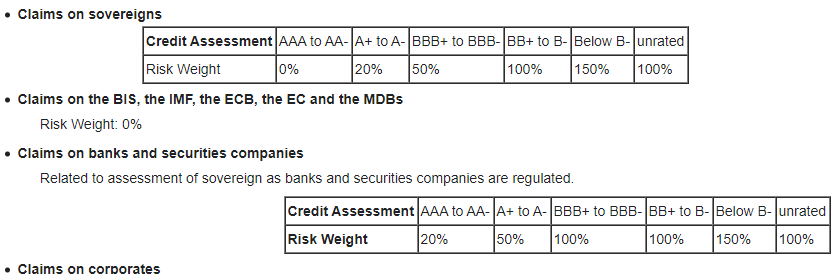 • Claims on sovereigns
Credit Assessment AAA to AA- A+ to A- BBB+ to BBB- BB+ to B- Below B- unrated
Risk Weight 0% 20% 50% 100% 150% 100%
• Claims on the BIS, the IMF, the ECB, the EC and the MDBs
Risk Weight: 0%
• Claims on banks and securities companies
Related to assessment of sovereign as banks and securities companies are regulated.
Credit Assessment AAA to AA- A+ to A- BBB+ to BBB- BB+ to B- Below B- unrated
Risk Weight 20% 50% 100% 100% 150% 100%
• Claims on corporates